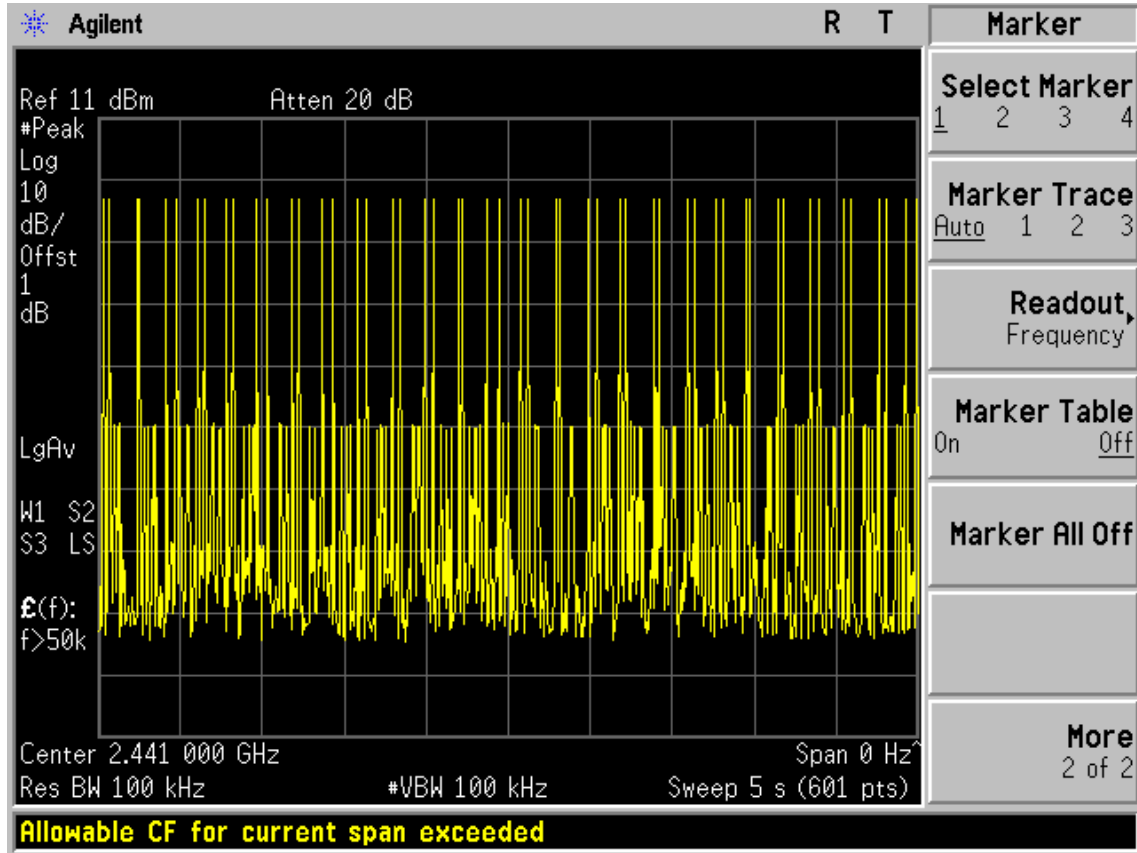 Agilent R T
Ref 11 dBm Atten 20 dB
#Peak
Log
10
dB/
Offst
1
dB
LgAv
W1 S2
S3 LS
£(f):
f>50k
Center 2.441 000 GHz Span 0 Hz^
Res BW 100 kHz #VBW 100 kHz Sweep 5 s (601 pts)
Allowable CF for current span exceeded
Marker
Select Marker
1 2 3 4
Marker Trace
Auto 1 2 3
Readout
Frequency
Marker Table
On Off
Marker All Off
More
2 of 2